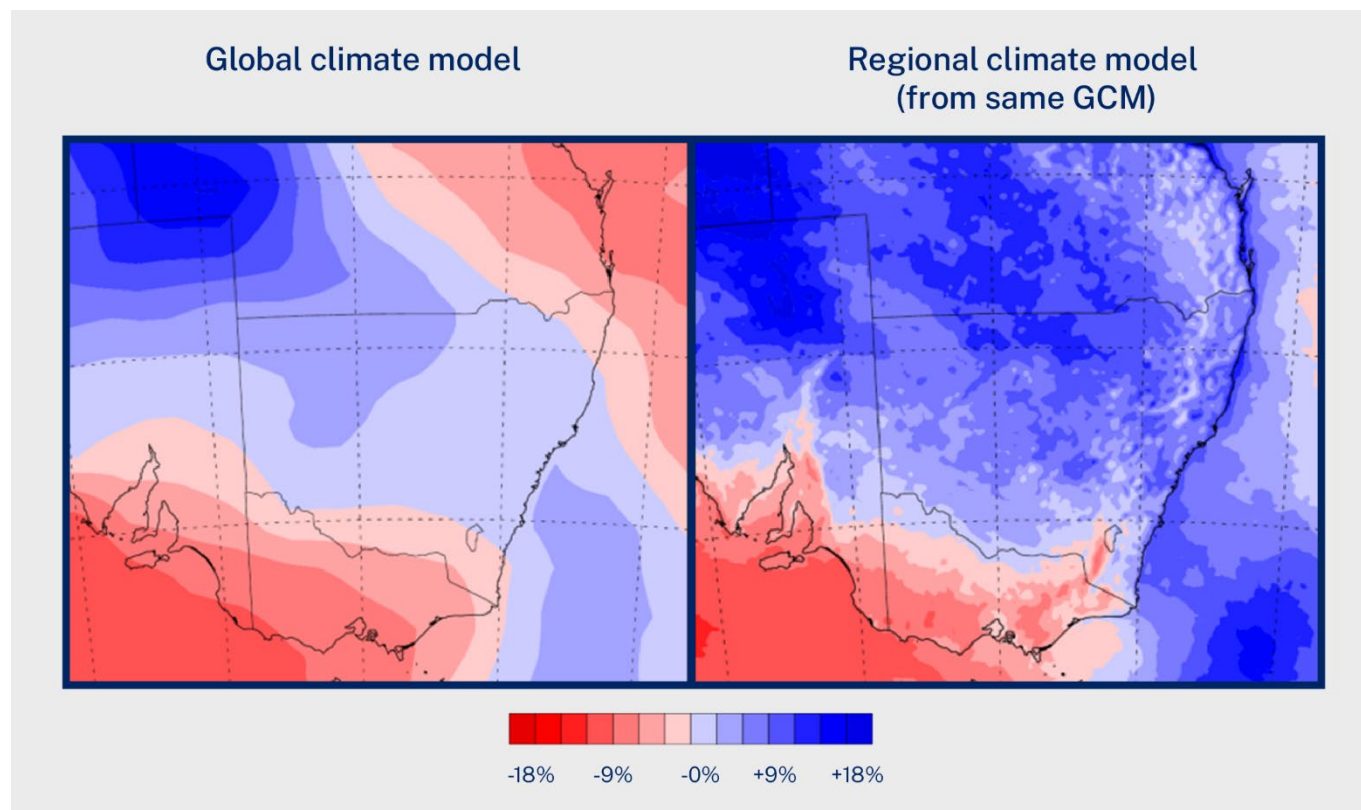 Global climate model
Regional climate model
(from same GCM)
-18%
-9%
-0%
+9%
+18%